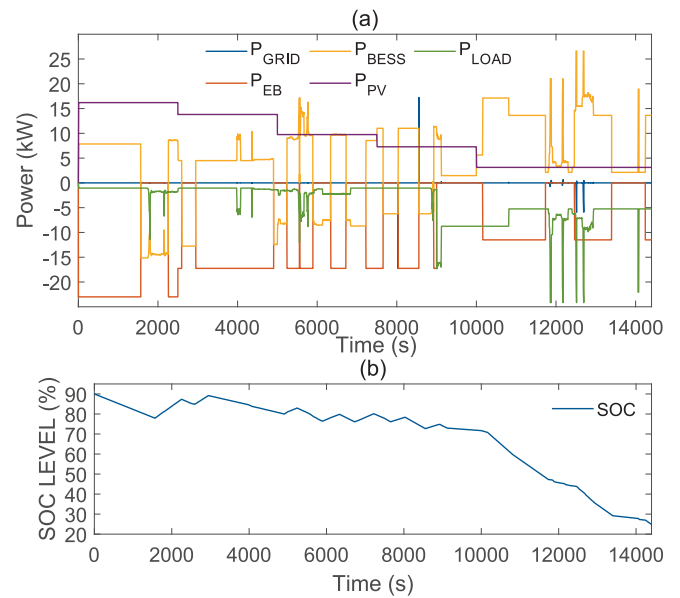 (a)
P_GRID P_BESS P_LOAD
P_EB P_PV
25
20
15
10
5
0
-5
-10
-15
-20
Power (kW)
0 2000 4000 6000 8000 10000 12000 14000
Time (s)
(b)
90
80
70
60
50
40
30
20
SOC LEVEL (%)
SOC
0 2000 4000 6000 8000 10000 12000 14000
Time (s)